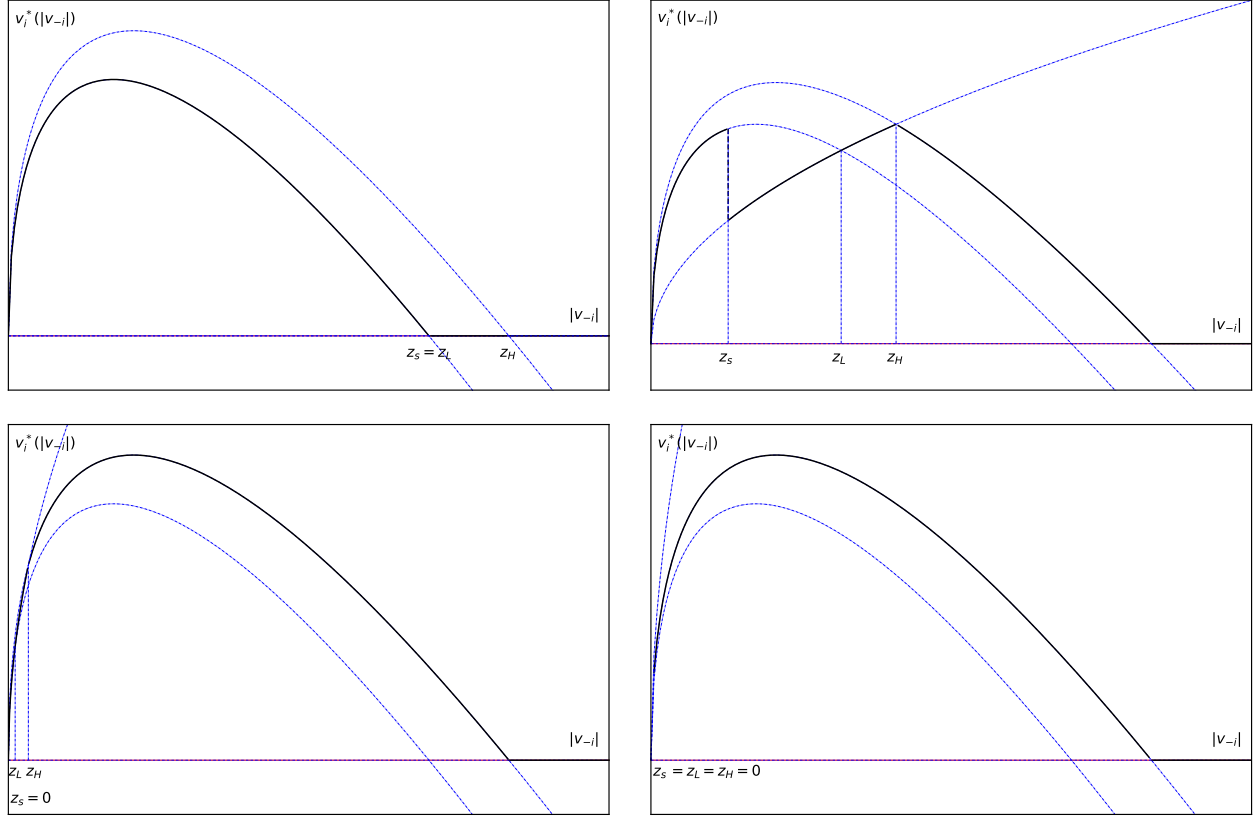 v_i^*(|v_{-i}|)
|v_{-i}|
z_s = z_L
z_H
v_i^*(|v_{-i}|)
|v_{-i}|
z_s
z_L
z_H
v_i^*(|v_{-i}|)
|v_{-i}|
z_L z_H
z_s = 0
v_i^*(|v_{-i}|)
|v_{-i}|
z_s = z_L = z_H = 0